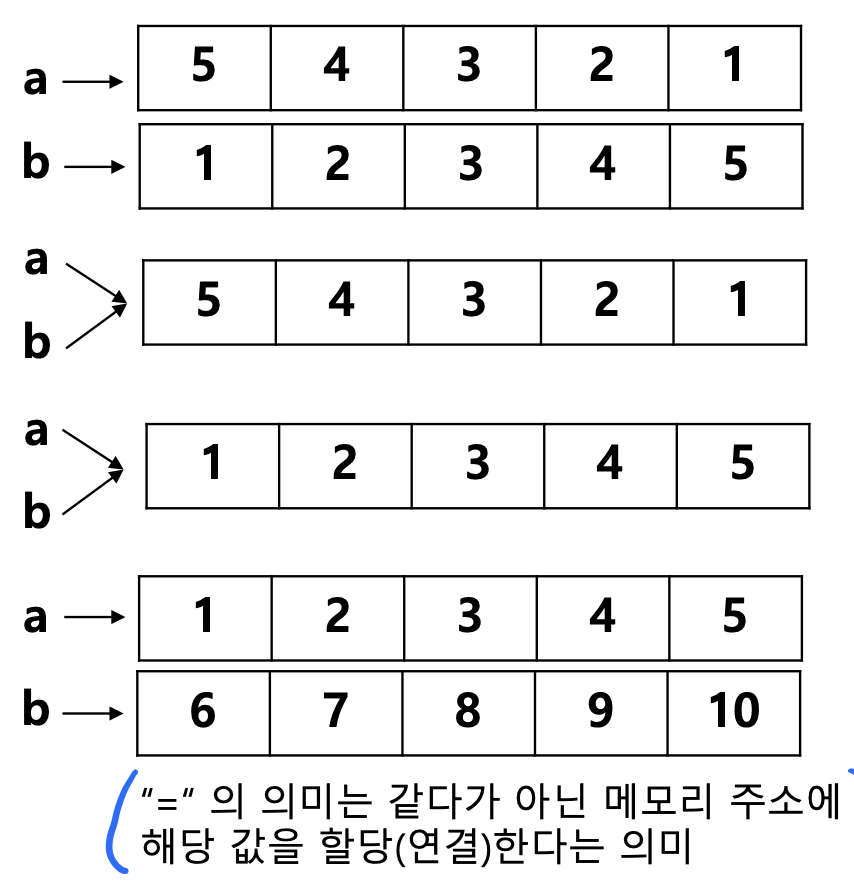 a 5 4 3 2 1
b 1 2 3 4 5
a
5 4 3 2 1
b
a
1 2 3 4 5
b
a 1 2 3 4 5
b 6 7 8 9 10
“=“ 의 의미는 같다가 아닌 메모리 주소에
해당 값을 할당(연결)한다는 의미